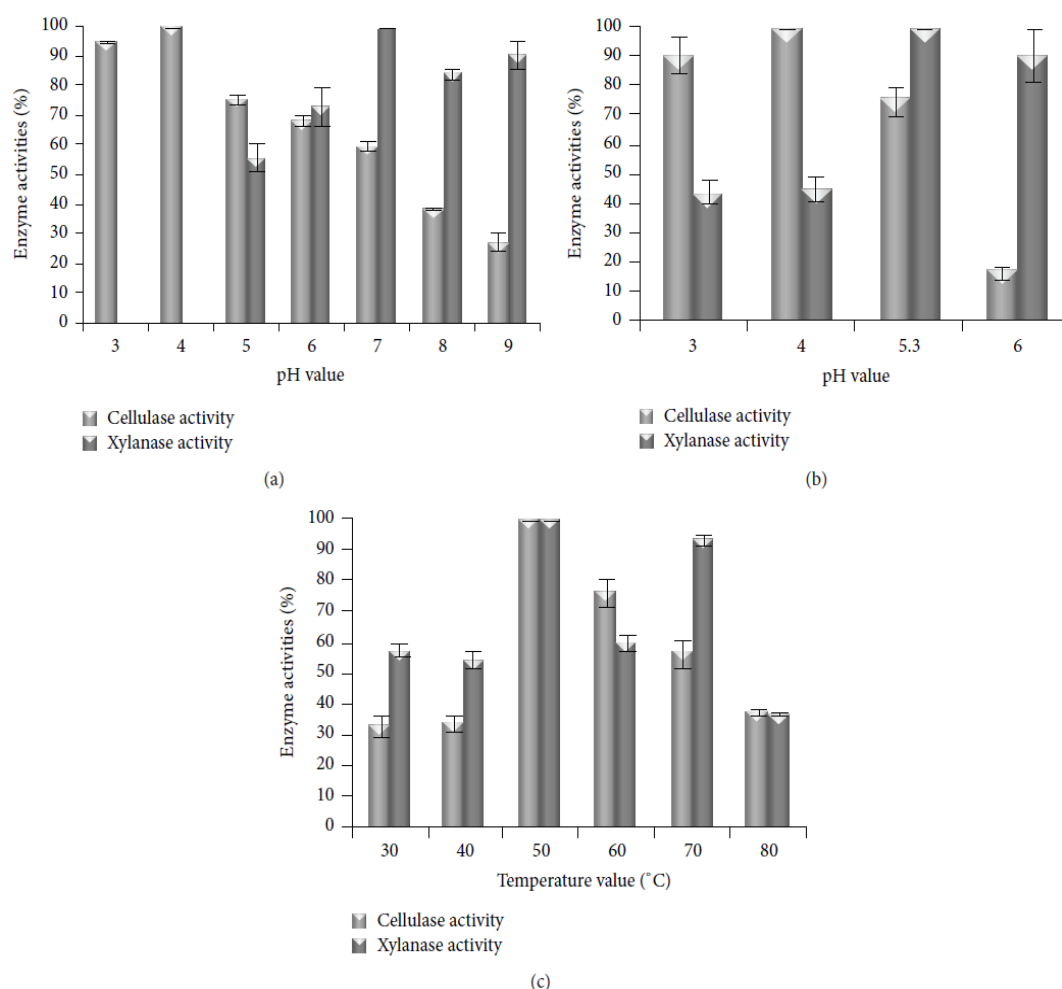 100
90
80
70
60
50
40
30
20
10
0
Enzyme activities (%)
3 4 5 6 7 8 9
pH value
Cellulase activity
Xylanase activity
(a)
100
90
80
70
60
50
40
30
20
10
0
Enzyme activities (%)
3 4 5.3 6
pH value
Cellulase activity
Xylanase activity
(b)
100
90
80
70
60
50
40
30
20
10
0
Enzyme activities (%)
30 40 50 60 70 80
Temperature value (°C)
Cellulase activity
Xylanase activity
(c)